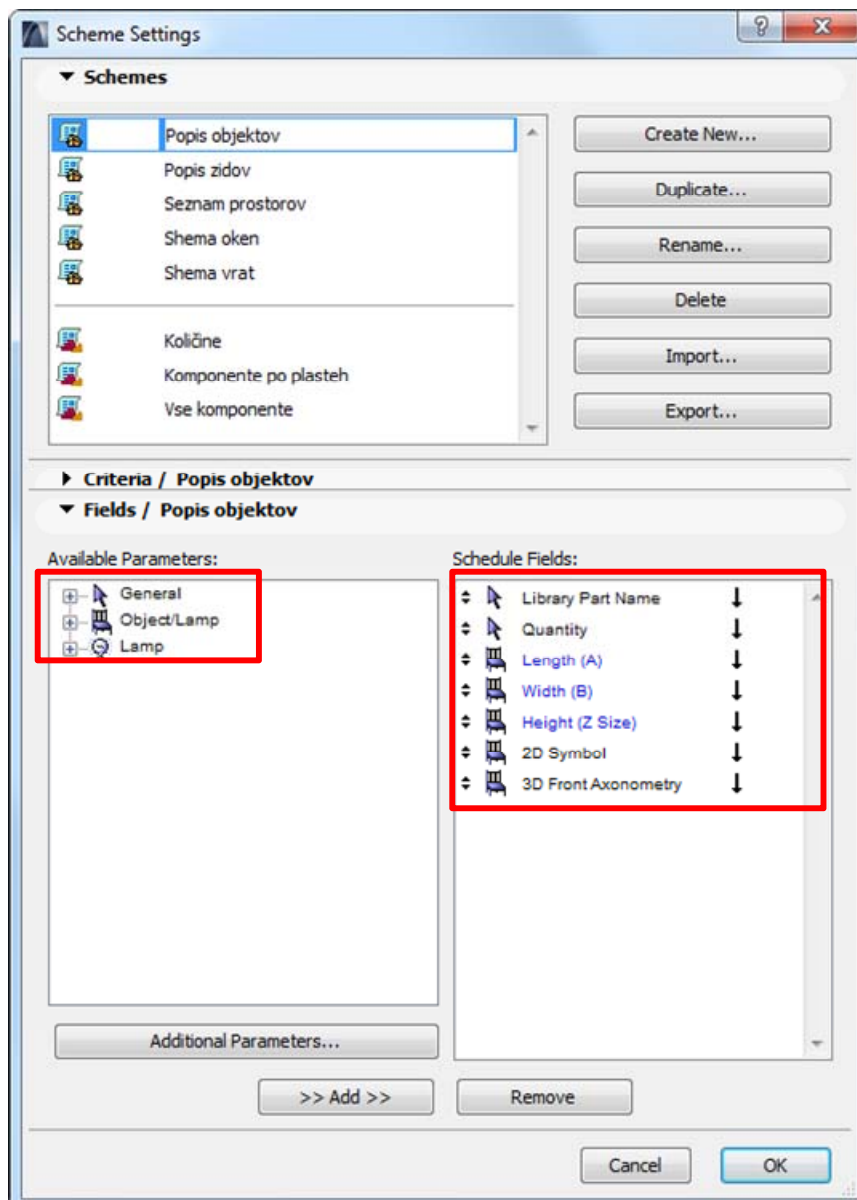 Scheme Settings
Schemes
Popis objektov
Popis zidov
Seznam prostorov
Shema oken
Shema vrat
Količine
Komponente po plasteh
Vse komponente
Create New...
Duplicate...
Rename...
Delete
Import...
Export...
Criteria / Popis objektov
Fields / Popis objektov
Available Parameters:
General
Object/Lamp
Lamp
Additional Parameters...
Schedule Fields:
Library Part Name
Quantity
Length (A)
Width (B)
Height (Z Size)
2D Symbol
3D Front Axonometry
>> Add >>
Remove
Cancel
OK